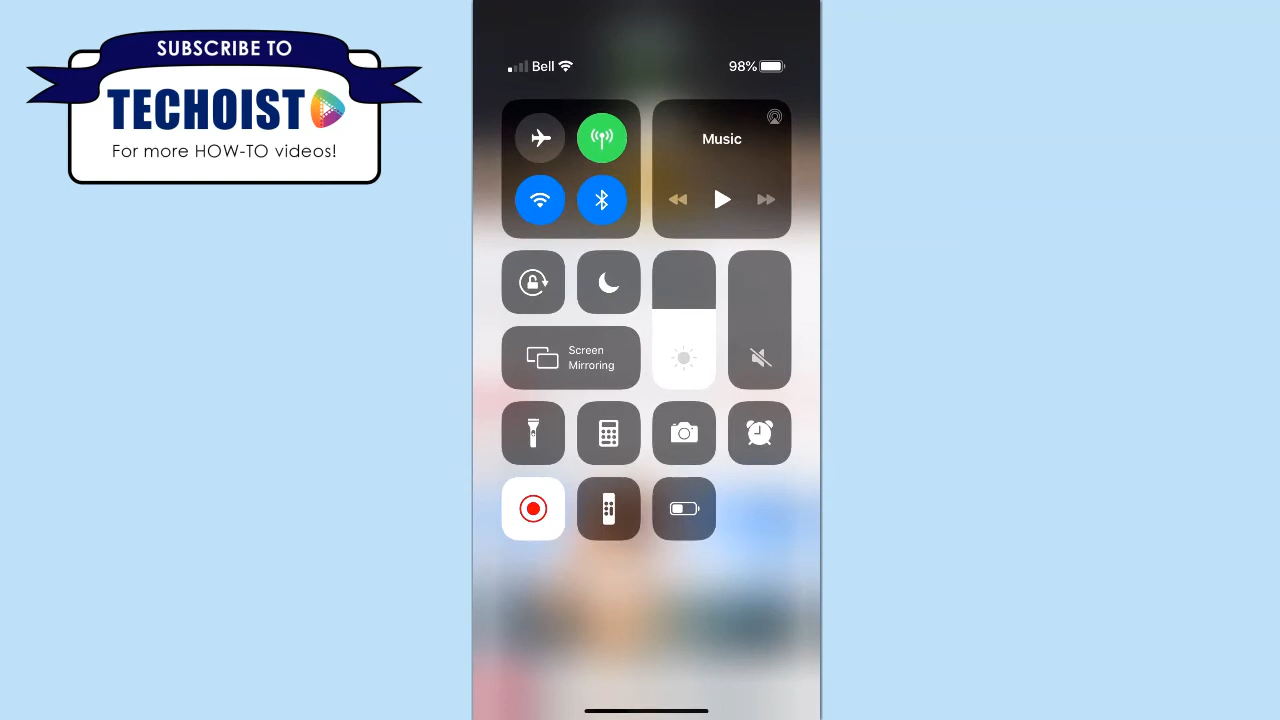 SUBSCRIBE TO
TECHOIST
For more HOW-TO videos!
Bell
98%
Music
Screen
Mirroring